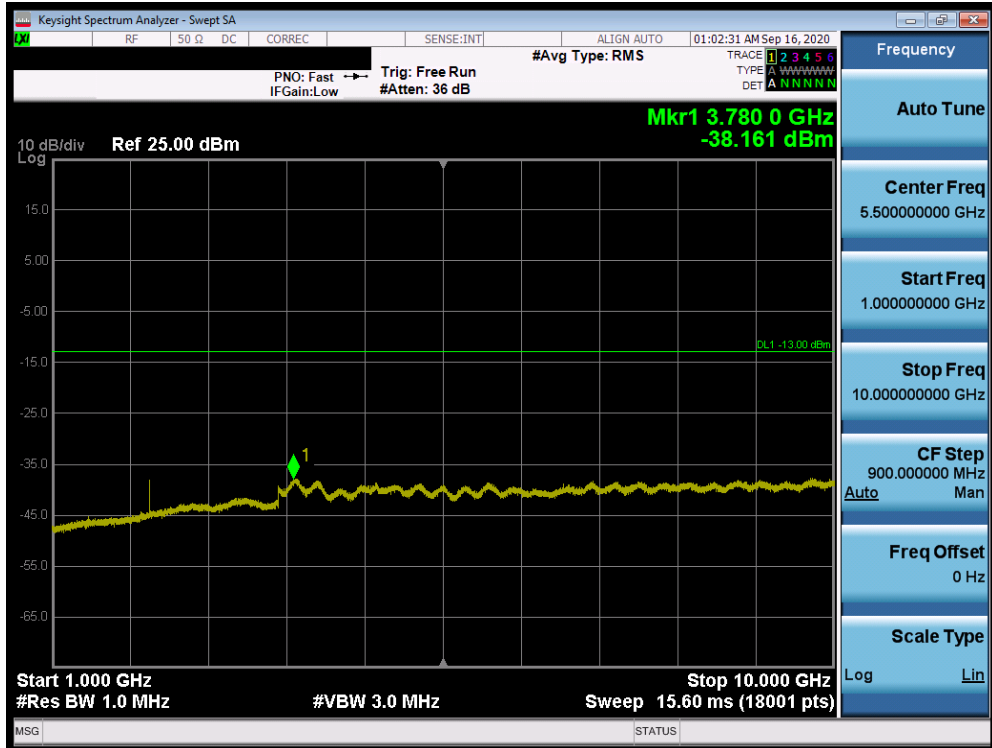 Keysight Spectrum Analyzer - Swept SA
LXI RF 50 Ω DC CORREC SENSE:INT ALIGN AUTO 01:02:31 AM Sep 16, 2020
#Avg Type: RMS TRACE 1 2 3 4 5 6
PNO: Fast Trig: Free Run TYPE A WWWWW
IFGain:Low #Atten: 36 dB DET A N N N N N
Mkr1 3.780 0 GHz
-38.161 dBm
10 dB/div Ref 25.00 dBm
Log
15.0
5.00
-5.00
DL1 -13.00 dBm
-15.0
-25.0
1
-35.0
-45.0
-55.0
-65.0
Start 1.000 GHz Stop 10.000 GHz
#Res BW 1.0 MHz #VBW 3.0 MHz Sweep 15.60 ms (18001 pts)
MSG STATUS
Frequency
Auto Tune
Center Freq
5.500000000 GHz
Start Freq
1.000000000 GHz
Stop Freq
10.000000000 GHz
CF Step
900.000000 MHz
Auto Man
Freq Offset
0 Hz
Scale Type
Log Lin